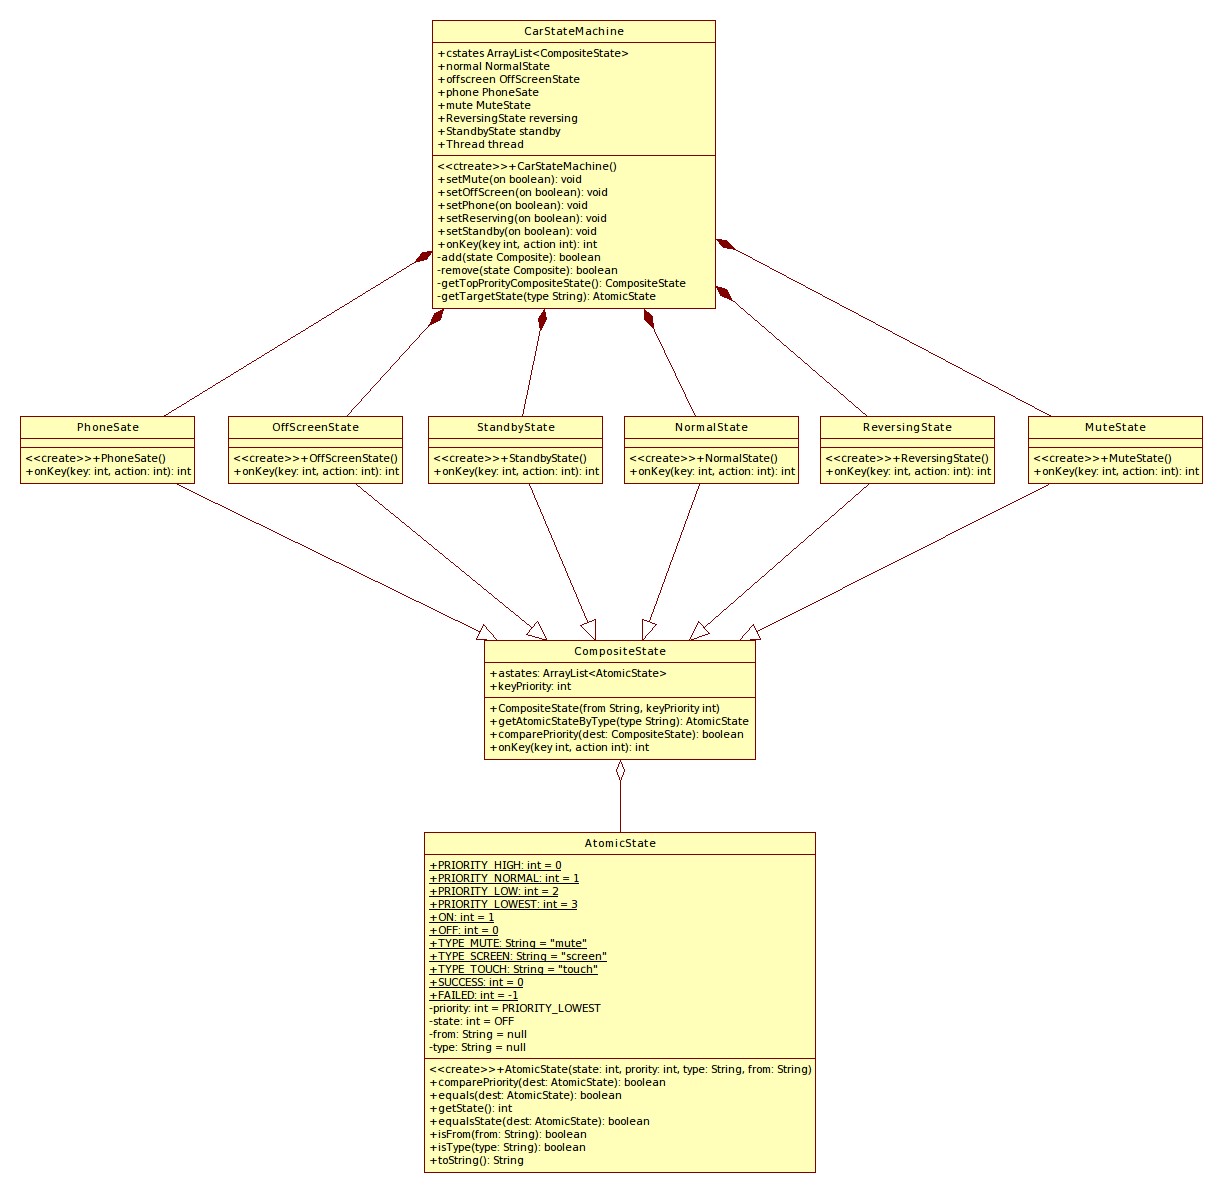 CarStateMachine
+cstates ArrayList<CompositeState>
+normal NormalState
+offscreen OffScreenState
+phone PhoneSate
+mute MuteState
+ReversingState reversing
+StandbyState standby
+Thread thread
<<ctreate>>+CarStateMachine()
+setMute(on boolean): void
+setOffScreen(on boolean): void
+setPhone(on boolean): void
+setReserving(on boolean): void
+setStandby(on boolean): void
+onKey(key int, action int): int
-add(state Composite): boolean
-remove(state Composite): boolean
-getTopProrityCompositeState(): CompositeState
-getTargetState(type String): AtomicState
PhoneSate
<<create>>+PhoneSate()
+onKey(key: int, action: int): int
OffScreenState
<<create>>+OffScreenState()
+onKey(key: int, action: int): int
StandbyState
<<create>>+StandbyState()
+onKey(key: int, action: int): int
NormalState
<<create>>+NormalState()
+onKey(key: int, action: int): int
ReversingState
<<create>>+ReversingState()
+onKey(key: int, action: int): int
MuteState
<<create>>+MuteState()
+onKey(key: int, action: int): int
CompositeState
+astates: ArrayList<AtomicState>
+keyPriority: int
+CompositeState(from String, keyPriority int)
+getAtomicStateByType(type String): AtomicState
+comparePriority(dest: CompositeState): boolean
+onKey(key int, action int): int
AtomicState
+PRIORITY_HIGH: int = 0
+PRIORITY_NORMAL: int = 1
+PRIORITY_LOW: int = 2
+PRIORITY_LOWEST: int = 3
+ON: int = 1
+OFF: int = 0
+TYPE_MUTE: String = "mute"
+TYPE_SCREEN: String = "screen"
+TYPE_TOUCH: String = "touch"
+SUCCESS: int = 0
+FAILED: int = -1
-priority: int = PRIORITY_LOWEST
-state: int = OFF
-from: String = null
-type: String = null
<<create>>+AtomicState(state: int, prority: int, type: String, from: String)
+comparePriority(dest: AtomicState): boolean
+equals(dest: AtomicState): boolean
+getState(): int
+equalsState(dest: AtomicState): boolean
+isFrom(from: String): boolean
+isType(type: String): boolean
+toString(): String